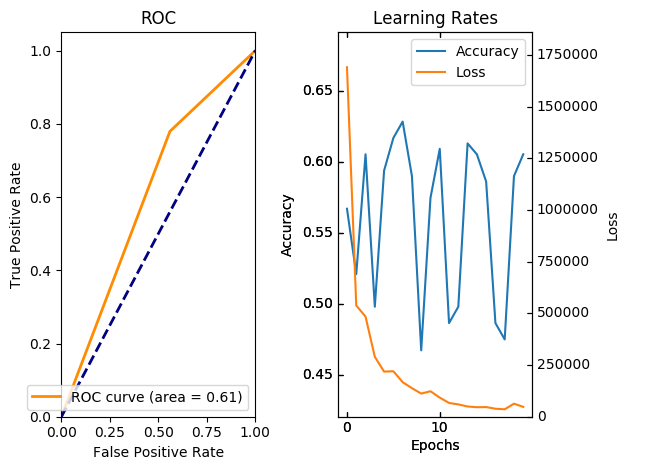 ROC
1.0
0.8
0.6
0.4
0.2
0.0
True Positive Rate
ROC curve (area = 0.61)
0.00 0.25 0.50 0.75 1.00
False Positive Rate
Learning Rates
Accuracy
Loss
0.65
0.60
0.55
0.50
0.45
Accuracy
1750000
1500000
1250000
1000000
750000
500000
250000
0
Loss
0 10
Epochs